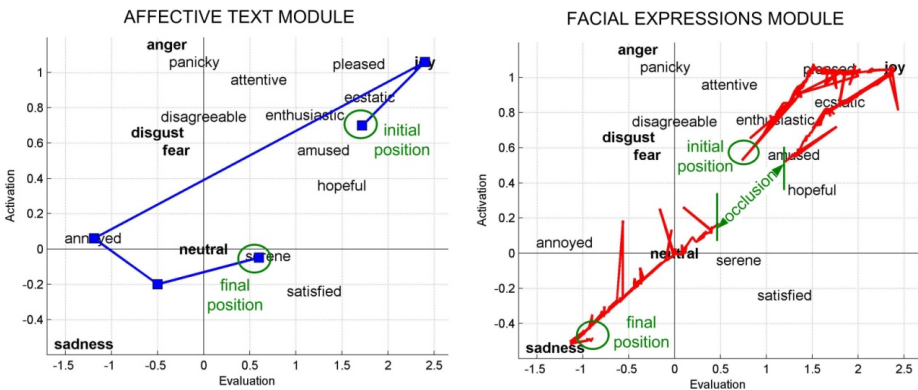 AFFECTIVE TEXT MODULE
anger
panicky
pleased
joy
attentive
ecstatic
disagreeable
enthusiastic
disgust
initial
position
fear
amused
hopeful
annoyed
neutral
serene
final
position
satisfied
sadness
Activation
1
0.8
0.6
0.4
0.2
0
-0.2
-0.4
-1.5 -1 -0.5 0 0.5 1 1.5 2 2.5
Evaluation
FACIAL EXPRESSIONS MODULE
anger
panicky
pleased
joy
attentive
ecstatic
disagreeable
enthusiastic
disgust
initial
position
fear
amused
occlusion
hopeful
annoyed
neutral
serene
satisfied
final
position
sadness
Activation
1
0.8
0.6
0.4
0.2
0
-0.2
-0.4
-1.5 -1 -0.5 0 0.5 1 1.5 2 2.5
Evaluation